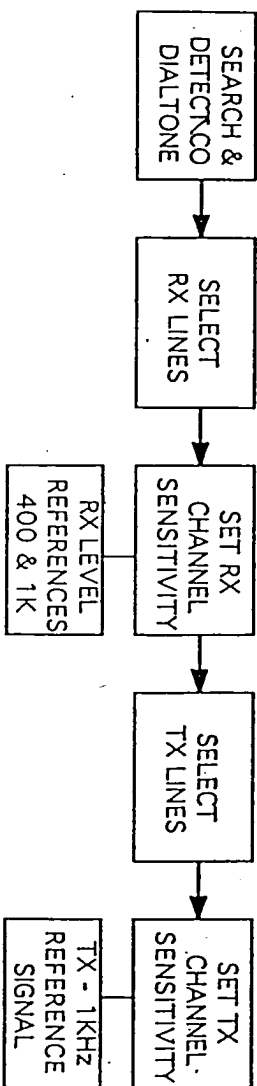 SEARCH &
DETECT CO
DIALTONE
SELECT
RX LINES
SET RX
CHANNEL
SENSITIVITY
RX LEVEL
REFERENCES
400 & 1K
SELECT
TX LINES
SET TX
CHANNEL
SENSITIVITY
TX - 1KHz
REFERENCE
SIGNAL